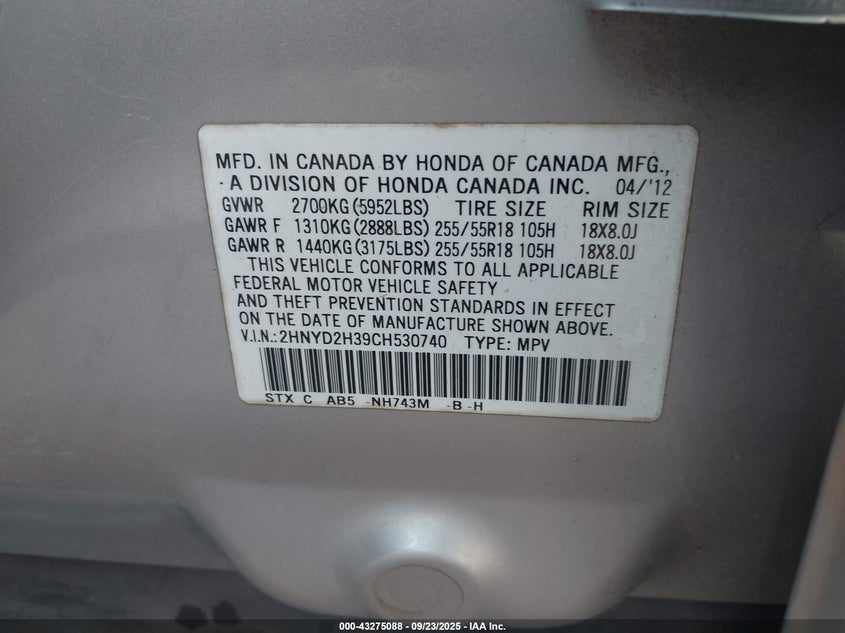 MFD. IN CANADA BY HONDA OF CANADA MFG.,
A DIVISION OF HONDA CANADA INC. 04/'12
GVWR 2700KG(5952LBS) TIRE SIZE RIM SIZE
GAWR F 1310KG(2888LBS) 255/55R18 105H 18X8.0J
GAWR R 1440KG(3175LBS) 255/55R18 105H 18X8.0J
THIS VEHICLE CONFORMS TO ALL APPLICABLE
FEDERAL MOTOR VEHICLE SAFETY
AND THEFT PREVENTION STANDARDS IN EFFECT
ON THE DATE OF MANUFACTURE SHOWN ABOVE.
V.I.N.:2HNYD2H39CH530740 TYPE: MPV
STX C AB5 -NH743M -B -H
000-43275088 - 09/23/2025 - IAA Inc.